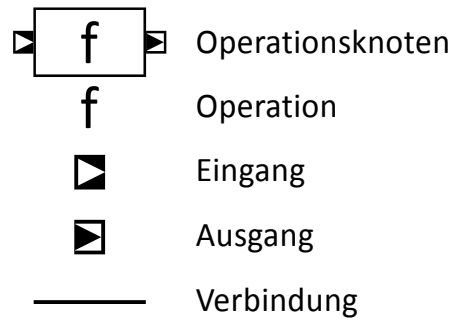 f Operationsknoten
f Operation
Eingang
Ausgang
Verbindung